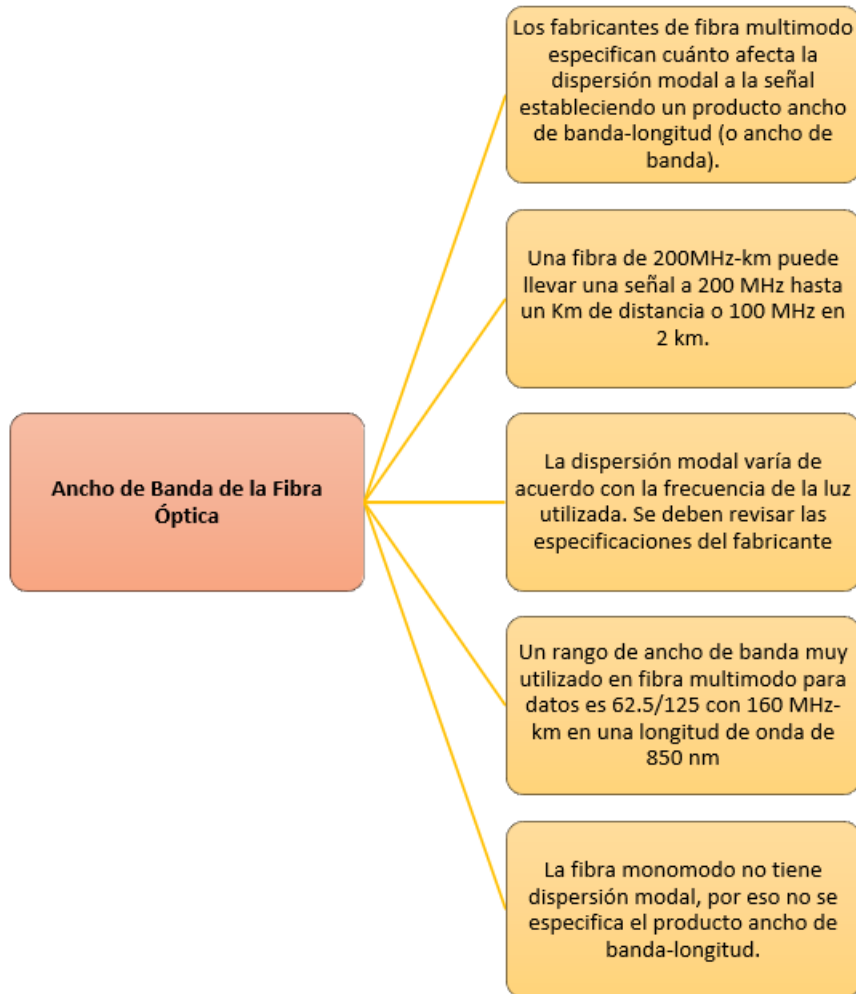 Los fabricantes de fibra multimodo
especifican cuánto afecta la
dispersión modal a la señal
estableciendo un producto ancho
de banda-longitud (o ancho de
banda).
Una fibra de 200MHz-km puede
llevar una señal a 200 MHz hasta
un Km de distancia o 100 MHz en
2 km.
Ancho de Banda de la Fibra
Óptica
La dispersión modal varía de
acuerdo con la frecuencia de la luz
utilizada. Se deben revisar las
especificaciones del fabricante
Un rango de ancho de banda muy
utilizado en fibra multimodo para
datos es 62.5/125 con 160 MHz-
km en una longitud de onda de
850 nm
La fibra monomodo no tiene
dispersión modal, por eso no se
especifica el producto ancho de
banda-longitud.